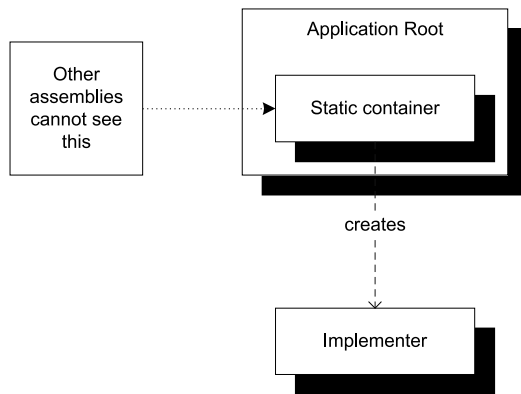 Application Root
Other
assemblies
cannot see
this
Static container
creates
Implementer